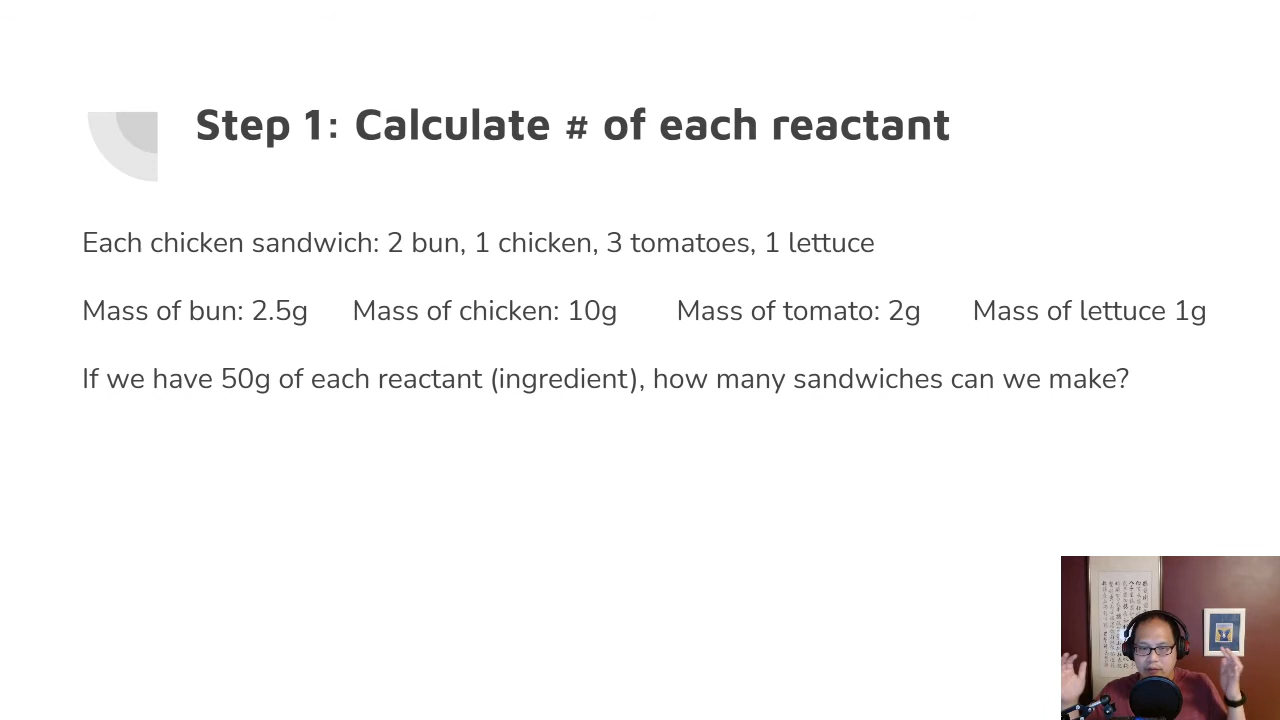 Step 1: Calculate # of each reactant
Each chicken sandwich: 2 bun, 1 chicken, 3 tomatoes, 1 lettuce
Mass of bun: 2.5g Mass of chicken: 10g Mass of tomato: 2g Mass of lettuce 1g
If we have 50g of each reactant (ingredient), how many sandwiches can we make?